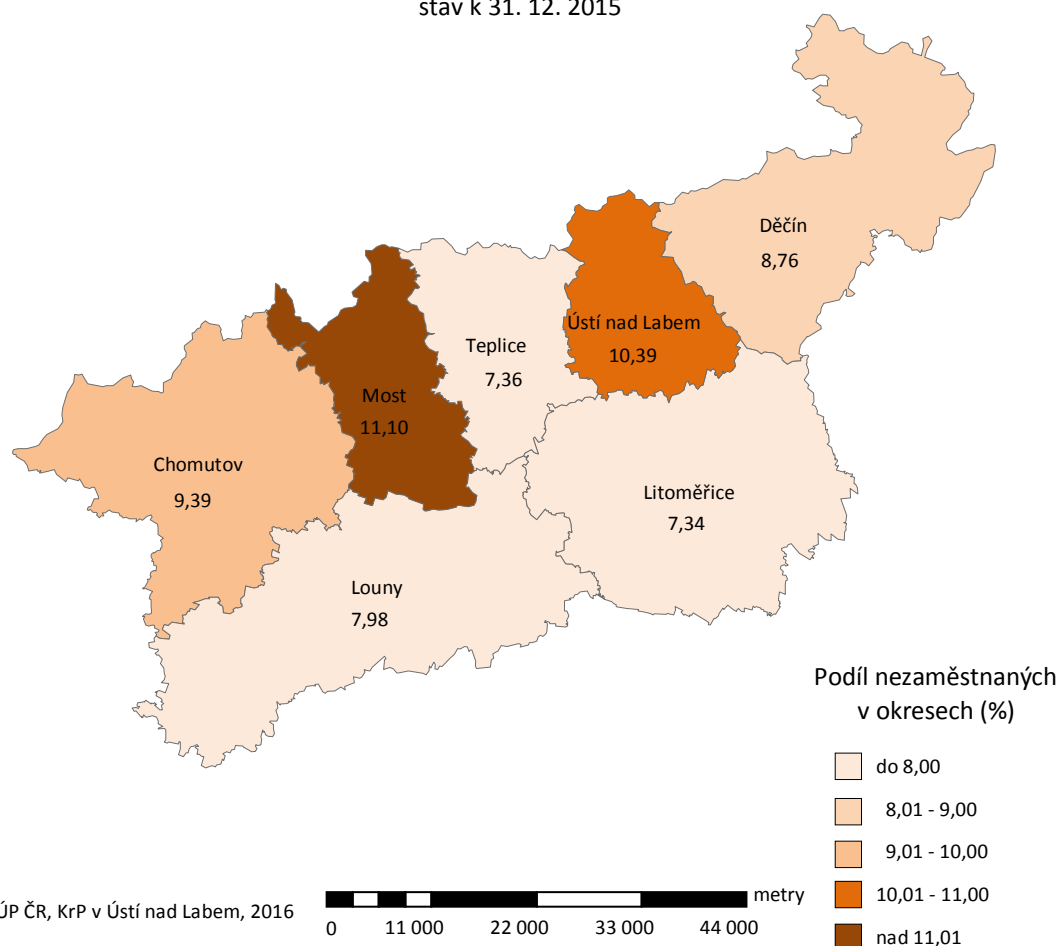 stav k 31. 12. 2015
Děčín
8,76
Ústí nad Labem
10,39
Teplice
7,36
Most
11,10
Chomutov
9,39
Litoměřice
7,34
Louny
7,98
Podíl nezaměstnaných
v okresech (%)
do 8,00
8,01 - 9,00
9,01 - 10,00
10,01 - 11,00
nad 11,01
ÚP ČR, KrP v Ústí nad Labem, 2016
metry
0 11 000 22 000 33 000 44 000